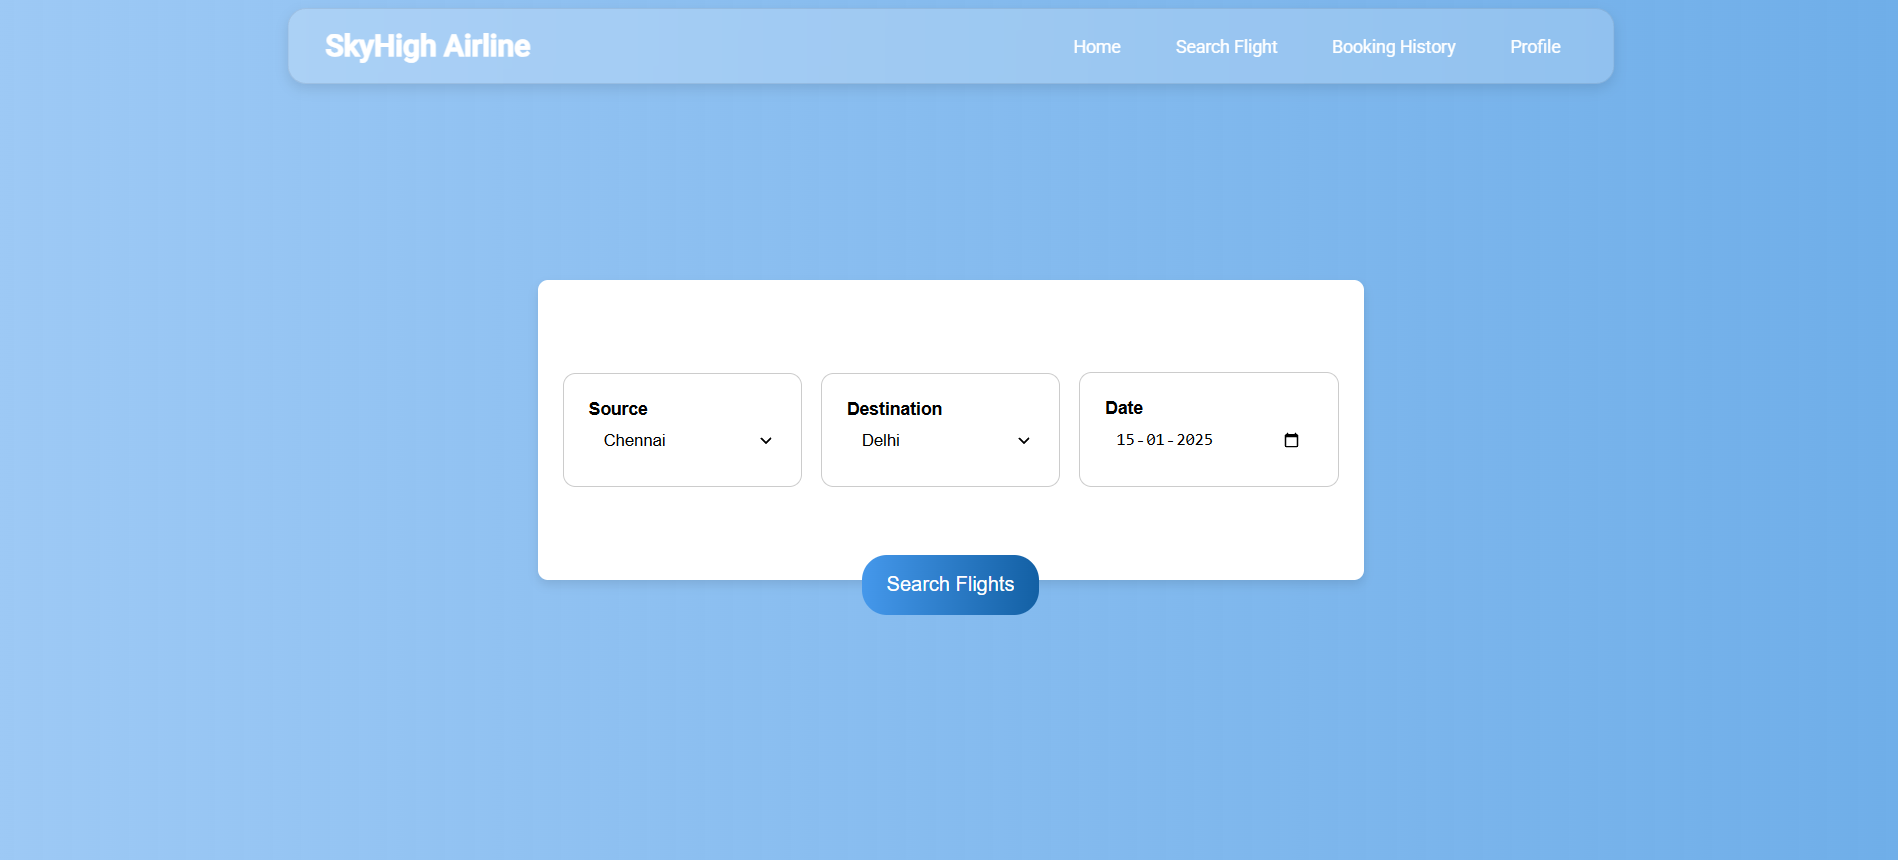 SkyHigh Airline
Home
Search Flight
Booking History
Profile
Source
Chennai
Destination
Delhi
Date
15-01-2025
Search Flights